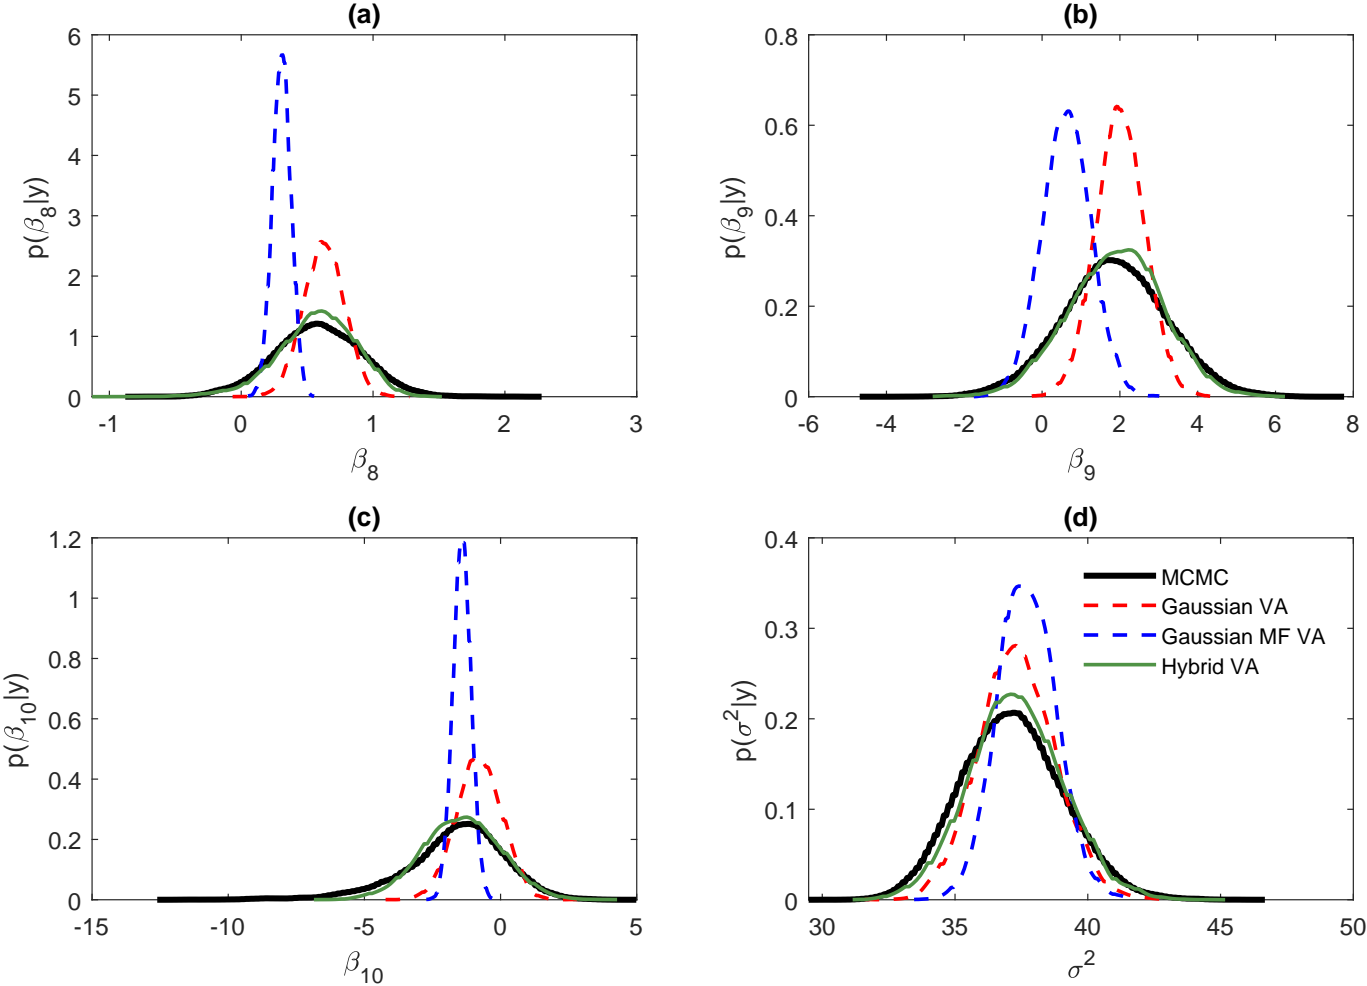 (a)
6
5
4
3
2
1
0
-1 0 1 2 3
p(β8|y)
β8
(b)
0.8
0.6
0.4
0.2
0
-6 -4 -2 0 2 4 6 8
p(β9|y)
β9
(c)
1.2
1
0.8
0.6
0.4
0.2
0
-15 -10 -5 0 5
p(β10|y)
β10
(d)
0.4
0.3
0.2
0.1
0
30 35 40 45 50
p(σ2|y)
σ2
MCMC
Gaussian VA
Gaussian MF VA
Hybrid VA